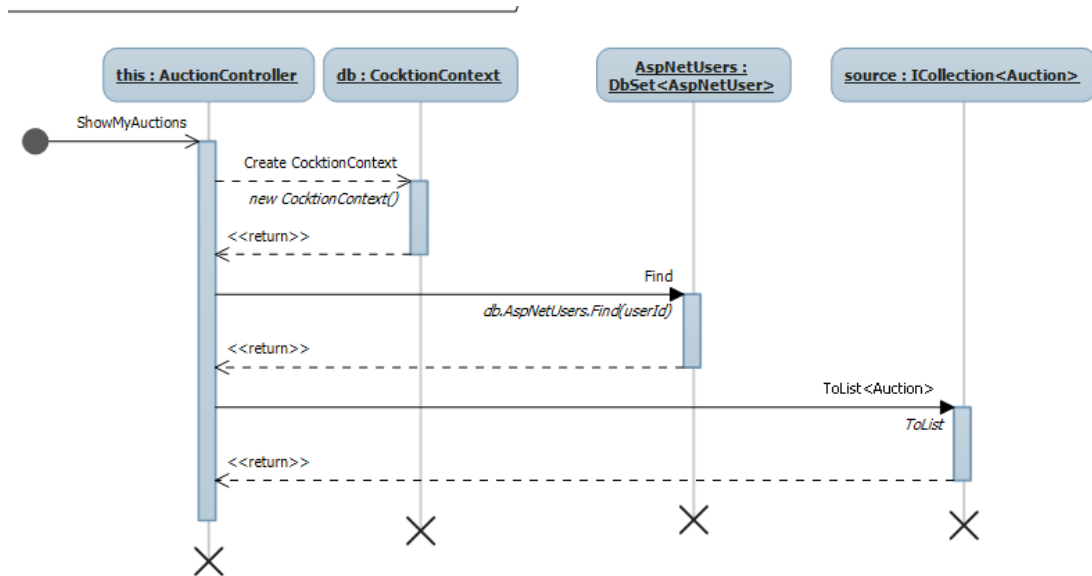 this : AuctionController
db : CocktionContext
AspNetUsers :
DbSet<AspNetUser>
source : ICollection<Auction>
ShowMyAuctions
Create CocktionContext
new CocktionContext()
<<return>>
Find
db.AspNetUsers.Find(userId)
<<return>>
ToList<Auction>
ToList
<<return>>